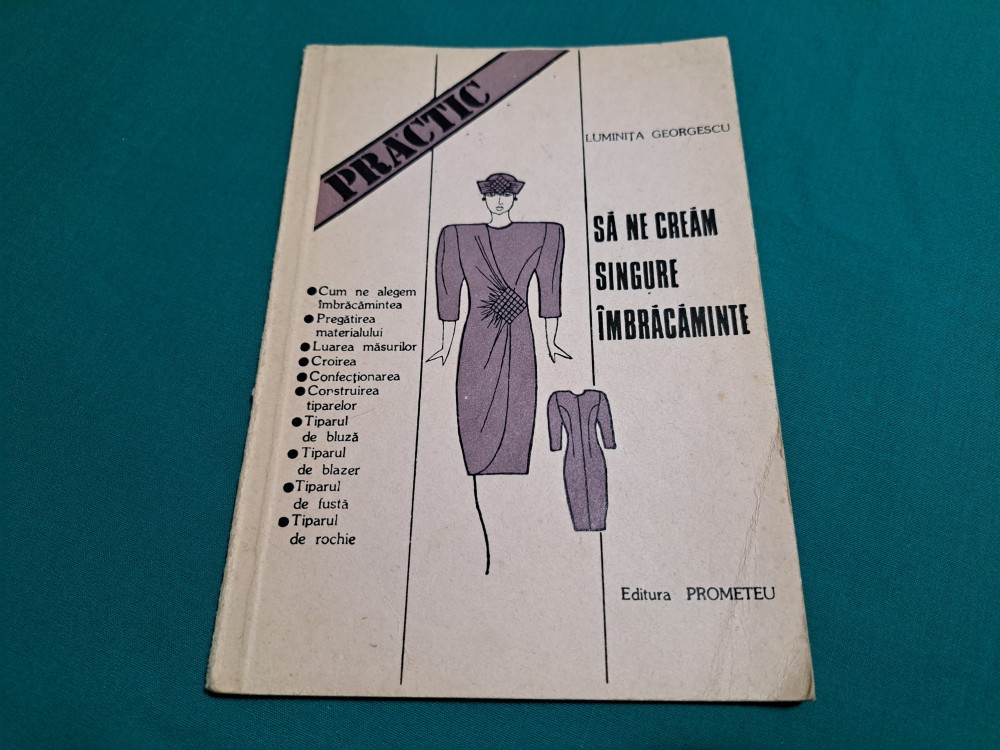 PRACTIC
LUMINIȚA GEORGESCU
SĂ NE CREĂM
SINGURE
ÎMBRĂCĂMINTE
● Cum ne alegem
îmbrăcămintea
● Pregătirea
materialului
● Luarea măsurilor
● Croirea
● Confecționarea
● Construirea
tiparelor
● Tiparul
de bluză
● Tiparul
de blazer
● Tiparul
de fustă
● Tiparul
de rochie
Editura PROMETEU